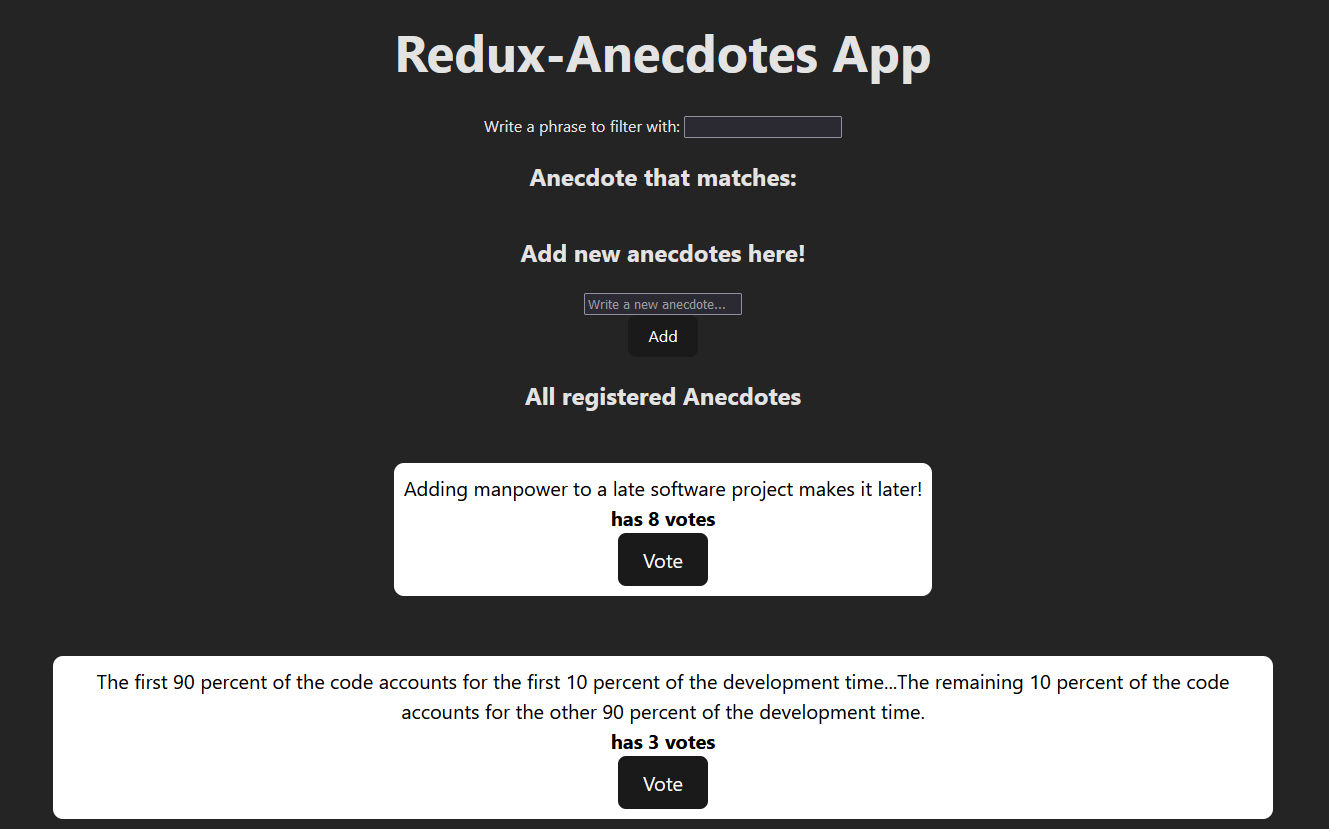 Redux-Anecdotes App
Write a phrase to filter with:
Anecdote that matches:
Add new anecdotes here!
Write a new anecdote...
Add
All registered Anecdotes
Adding manpower to a late software project makes it later!
has 8 votes
Vote
The first 90 percent of the code accounts for the first 10 percent of the development time...The remaining 10 percent of the code
accounts for the other 90 percent of the development time.
has 3 votes
Vote